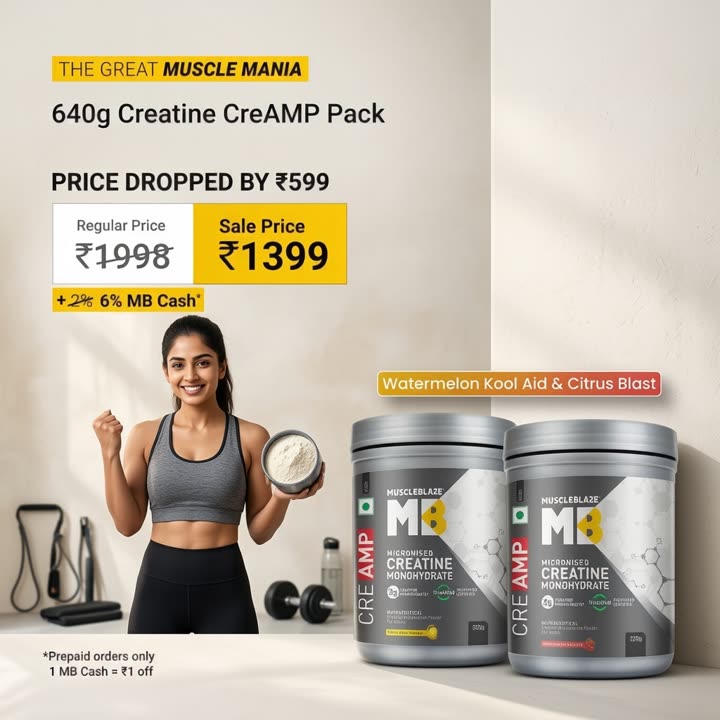 THE GREAT MUSCLE MANIA
640g Creatine CreAMP Pack
PRICE DROPPED BY ₹599
Regular Price
₹1998
Sale Price
₹1399
+ 2% 6% MB Cash*
Watermelon Kool Aid & Citrus Blast
MUSCLEBLAZE
MB
CREAMP
MICRONISED
CREATINE
MONOHYDRATE
MUSCLEBLAZE
MB
CREAMP
MICRONISED
CREATINE
MONOHYDRATE
*Prepaid orders only
1 MB Cash = ₹1 off